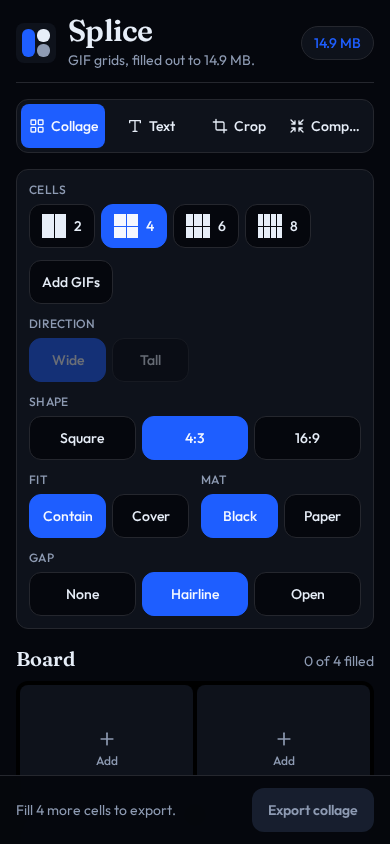 Splice
GIF grids, filled out to 14.9 MB.
14.9 MB
Collage
Text
Crop
Comp...
CELLS
2
4
6
8
Add GIFs
DIRECTION
Wide
Tall
SHAPE
Square
4:3
16:9
FIT
MAT
Contain
Cover
Black
Paper
GAP
None
Hairline
Open
Board
0 of 4 filled
Add
Add
Fill 4 more cells to export.
Export collage